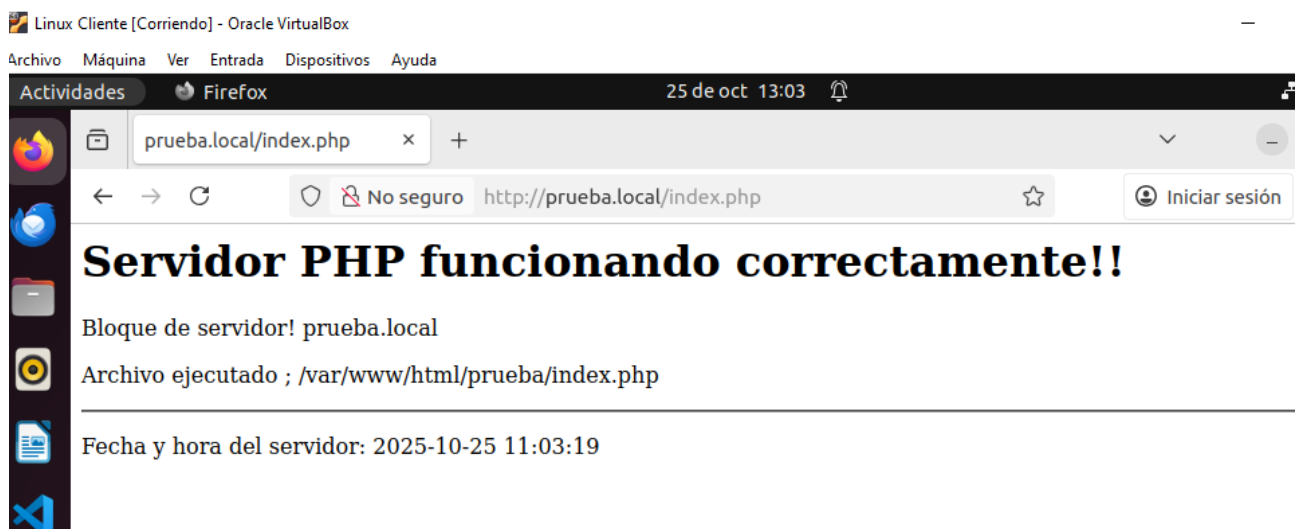 Linux Cliente [Corriendo] - Oracle VirtualBox
Archivo Máquina Ver Entrada Dispositivos Ayuda
Actividades Firefox 25 de oct 13:03
prueba.local/index.php
No seguro http://prueba.local/index.php Iniciar sesión
Servidor PHP funcionando correctamente!!
Bloque de servidor! prueba.local
Archivo ejecutado ; /var/www/html/prueba/index.php
Fecha y hora del servidor: 2025-10-25 11:03:19